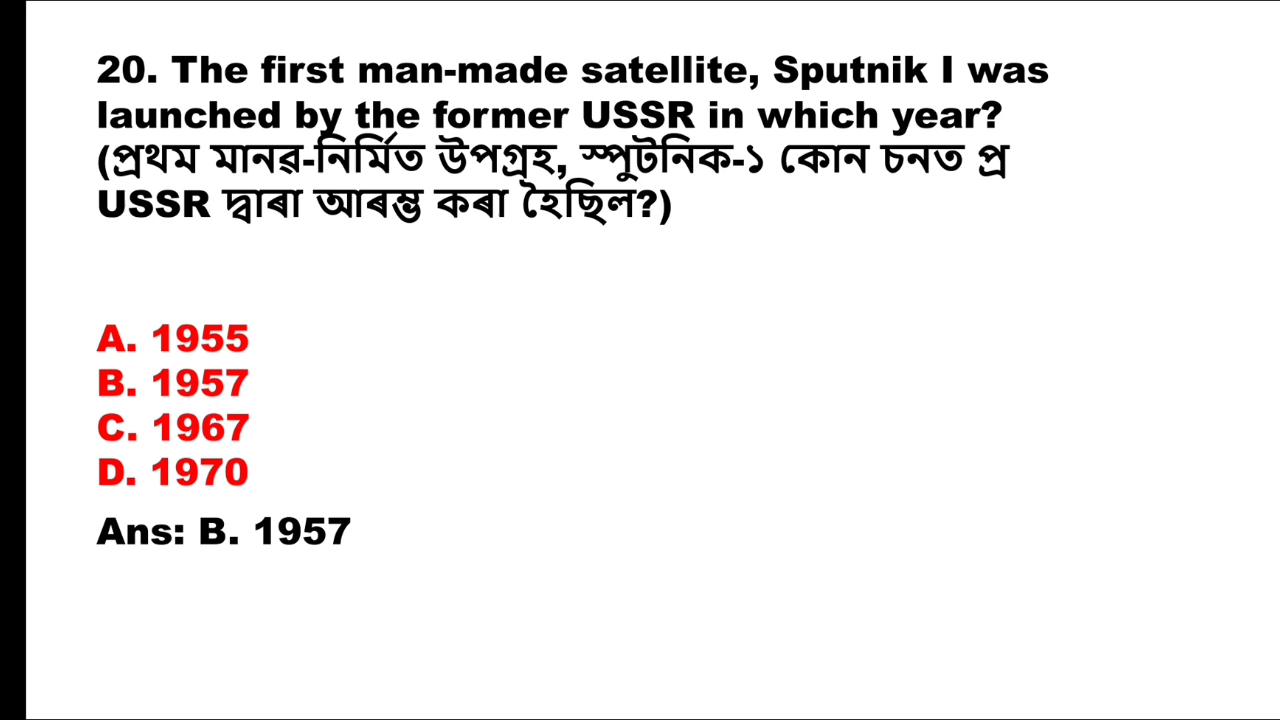 20. The first man-made satellite, Sputnik I was
launched by the former USSR in which year?
(প্ৰথম মানৱ-নিৰ্মিত উপগ্ৰহ, স্পুটনিক-১ কোন চনত প্ৰ
USSR দ্বাৰা আৰম্ভ কৰা হৈছিল?)
A. 1955
B. 1957
C. 1967
D. 1970
Ans: B. 1957